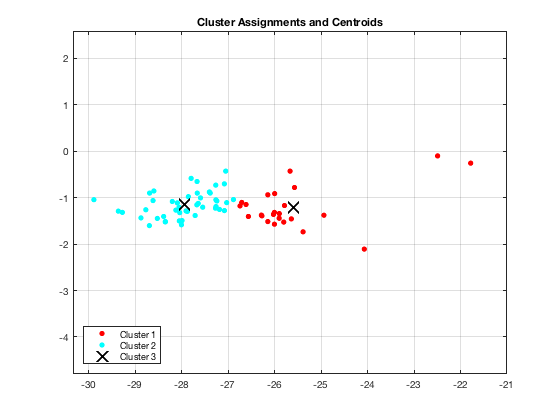 Cluster Assignments and Centroids
2
1
0
-1
-2
-3
-4
Cluster 1
Cluster 2
Cluster 3
-30 -29 -28 -27 -26 -25 -24 -23 -22 -21